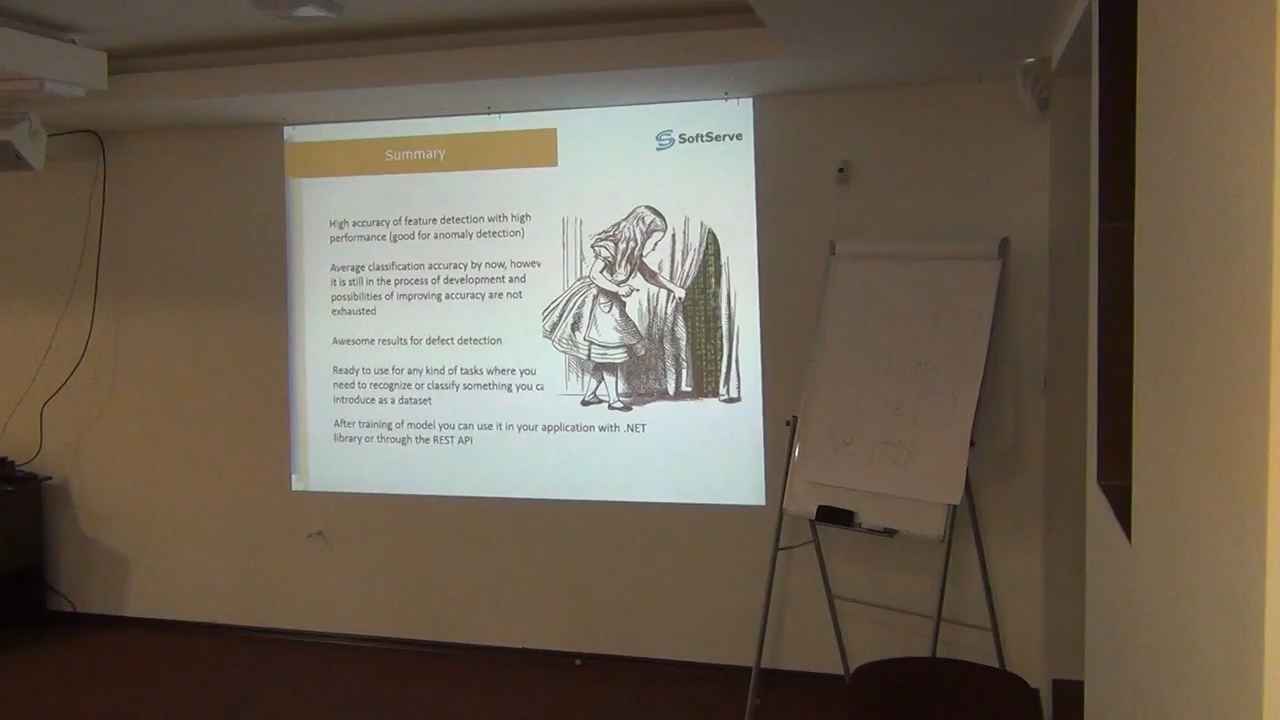 Summary
SoftServe
High accuracy of feature detection with high
performance (good for anomaly detection)
Average classification accuracy by now, howev
it is still in the process of development and
possibilities of improving accuracy are not
exhausted
Awesome results for defect detection
Ready to use for any kind of tasks where you
need to recognize or classify something you ca
introduce as a dataset
After training of model you can use it in your application with .NET
library or through the REST API